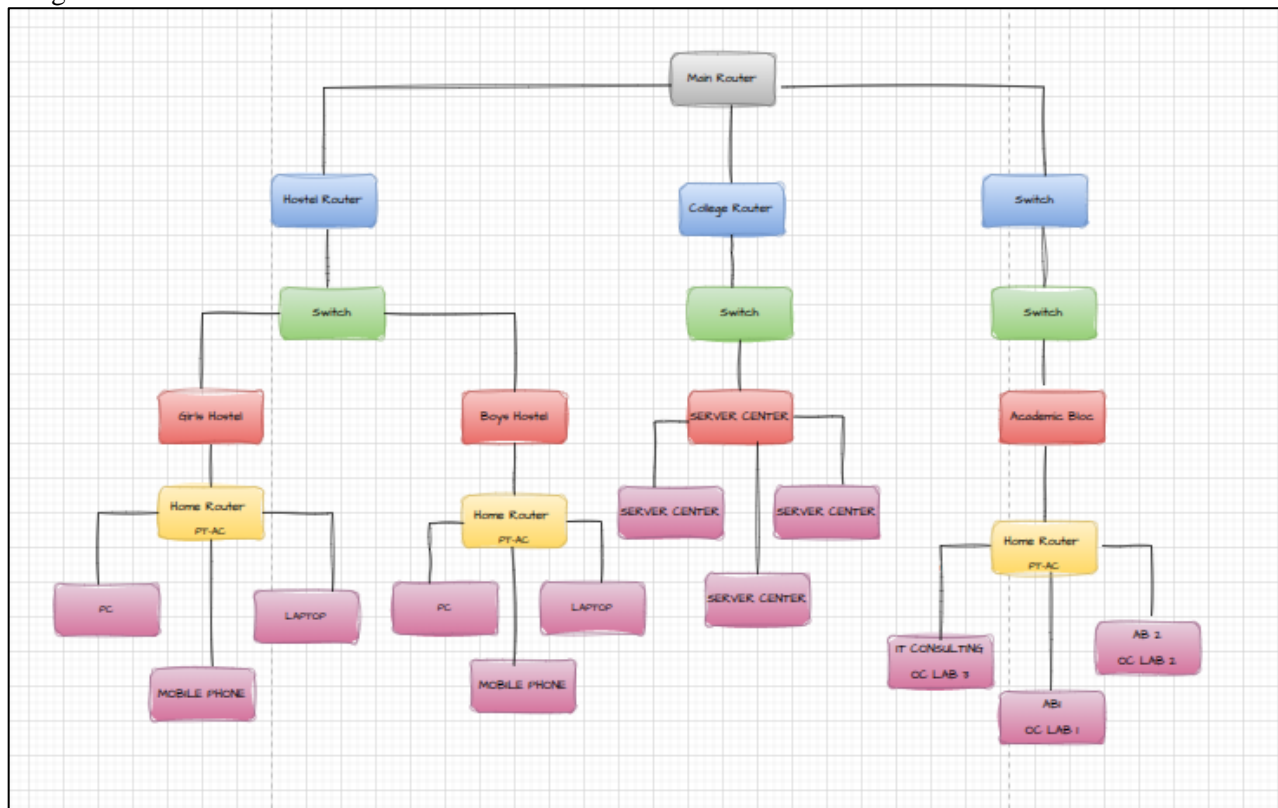 Main Router
Hostel Router
College Router
Switch
Switch
Switch
Switch
Girls Hostel
Boys Hostel
SERVER CENTER
Academic Bloc
Home Router
PT-AC
Home Router
PT-AC
SERVER CENTER
SERVER CENTER
Home Router
PT-AC
PC
LAPTOP
PC
LAPTOP
SERVER CENTER
MOBILE PHONE
MOBILE PHONE
IT CONSULTING
OC LAB 3
AB 2
OC LAB 2
AB1
OC LAB 1